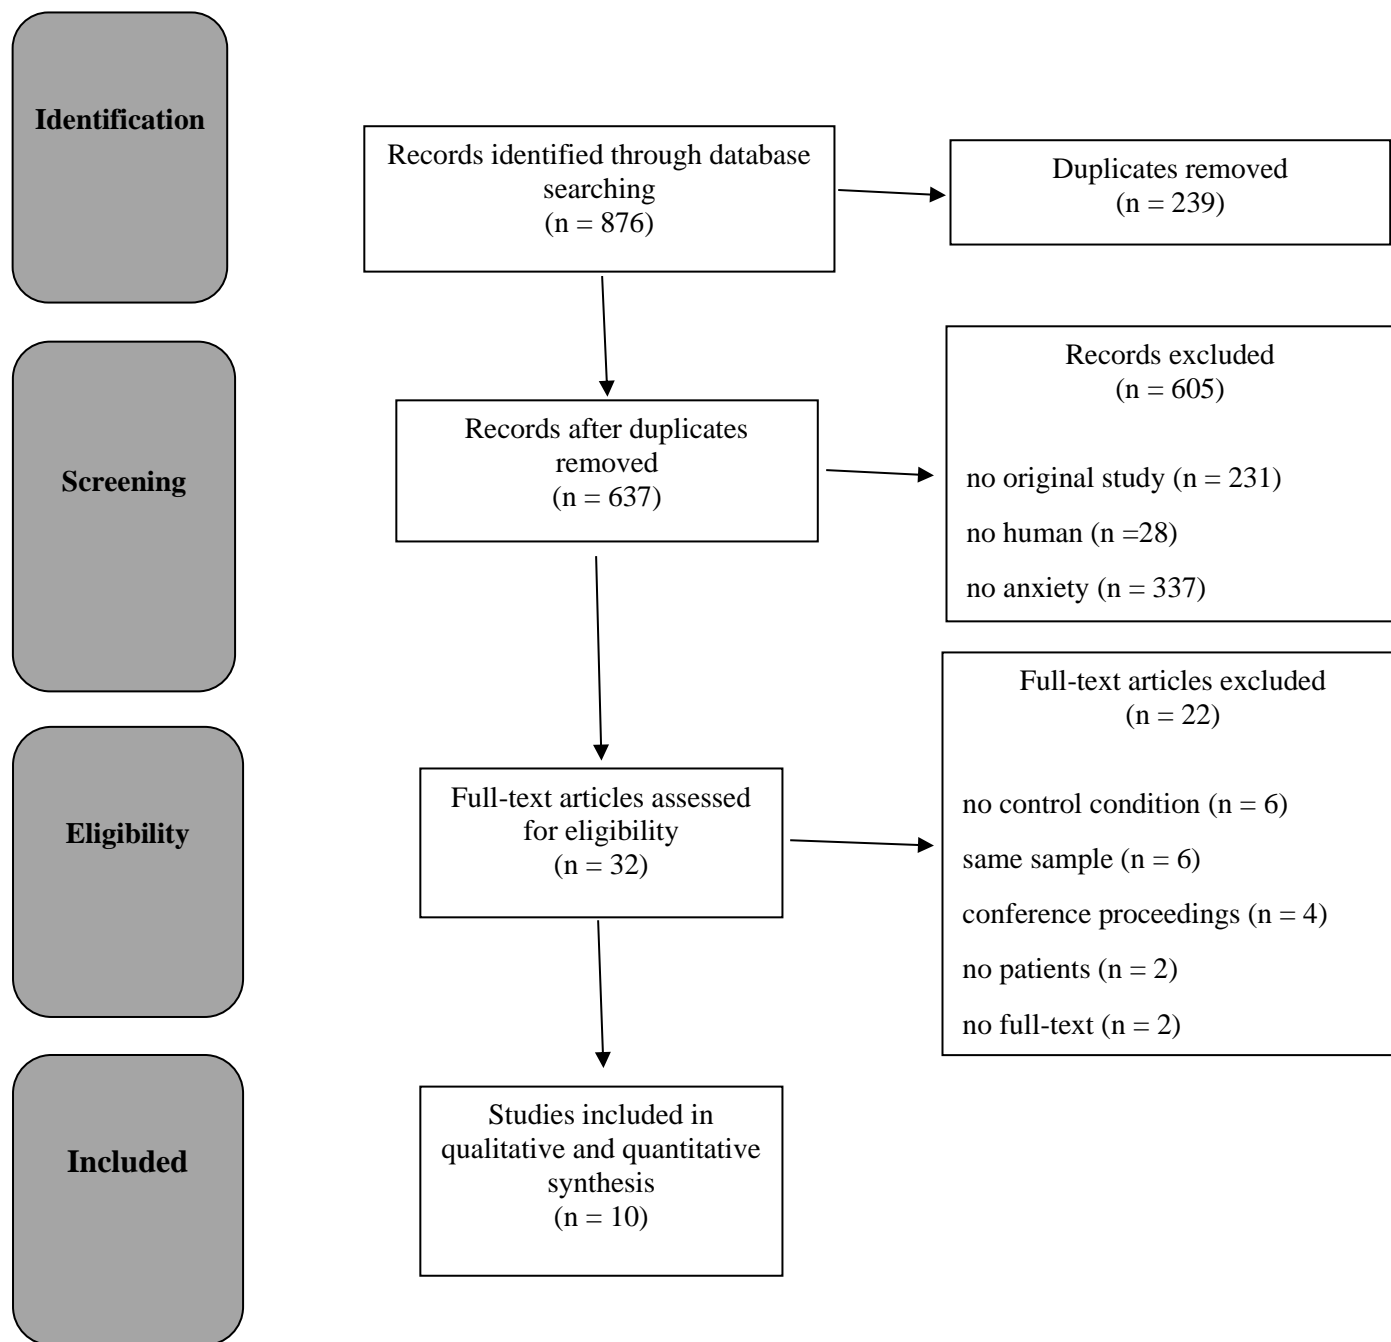 Identification
Records identified through database
searching
(n = 876)
Duplicates removed
(n = 239)
Screening
Records after duplicates
removed
(n = 637)
Records excluded
(n = 605)
no original study (n = 231)
no human (n =28)
no anxiety (n = 337)
Eligibility
Full-text articles assessed
for eligibility
(n = 32)
Full-text articles excluded
(n = 22)
no control condition (n = 6)
same sample (n = 6)
conference proceedings (n = 4)
no patients (n = 2)
no full-text (n = 2)
Included
Studies included in
qualitative and quantitative
synthesis
(n = 10)